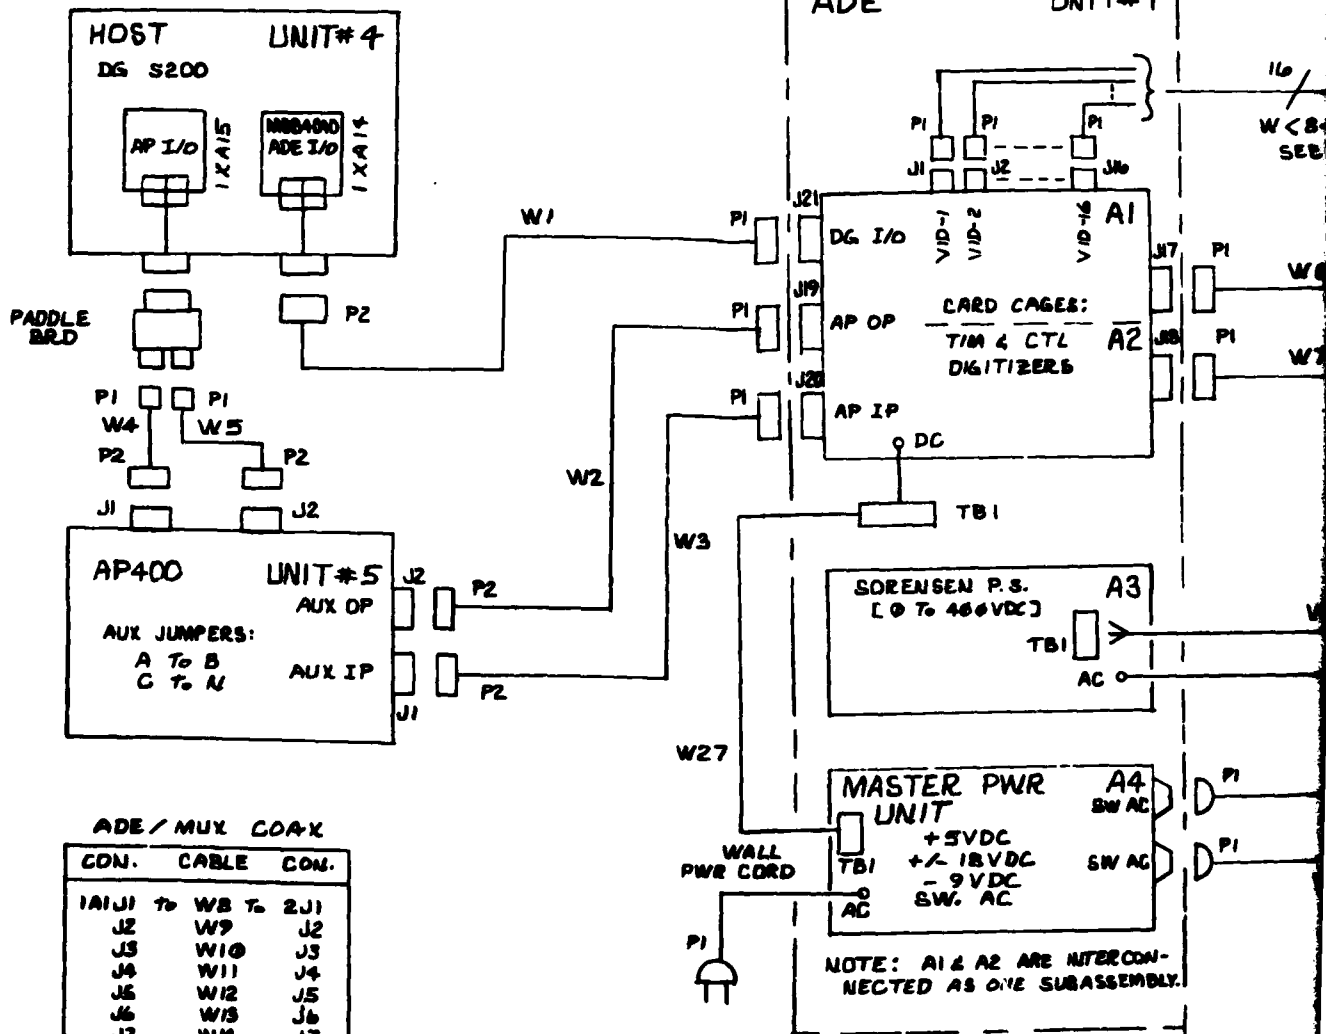 HOST UNIT#4
DG S200
AP I/O
1XA15
ADE I/O
1XA14
PADDLE
BRD
P2
P1 P1
W4 W5
P2 P2
J1 J2
AP400 UNIT#5
AUX OP
AUX JUMPERS:
A TO B
C TO N
AUX IP
J2
P2
P2
J1
W1
W2
W3
W27
ADE
P1 P1 P1
J1 J2 J16
VID-1 VID-2 VID-16
A1
P1 J21
DG I/O
P1 J19
AP OP
P1 J20
AP IP
CARD CAGES:
TIM & CTL
DIGITIZERS
A2
J17 P1
J18 P1
DC
TB1
16
SEE
SORENSEN P.S. A3
[0 TO 400VDC]
TB1
AC
MASTER PWR A4
UNIT
SW AC P1
+5VDC
+/- 18VDC
SW AC P1
- 9VDC
SW. AC
TB1
AC
WALL
PWR CORD
P1
NOTE: A1 & A2 ARE INTERCON-
NECTED AS ONE SUBASSEMBLY.
ADE/MUX COAX
CON. CABLE CON.
1A1J1 TO W8 TO 2J1
J2 W9 J2
J3 W10 J3
J4 W11 J4
J5 W12 J5
J6 W13 J6